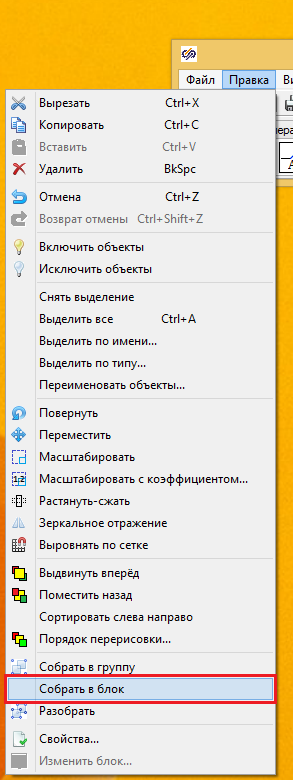 Файл Правка
Вырезать Ctrl+X
Копировать Ctrl+C
Вставить Ctrl+V
Удалить BkSpc
Отмена Ctrl+Z
Возврат отмены Ctrl+Shift+Z
Включить объекты
Исключить объекты
Снять выделение
Выделить все Ctrl+A
Выделить по имени...
Выделить по типу...
Переименовать объекты...
Повернуть
Переместить
Масштабировать
Масштабировать с коэффициентом...
Растянуть-сжать
Зеркальное отражение
Выровнять по сетке
Выдвинуть вперёд
Поместить назад
Сортировать слева направо
Порядок перерисовки...
Собрать в группу
Собрать в блок
Разобрать
Свойства...
Изменить блок...